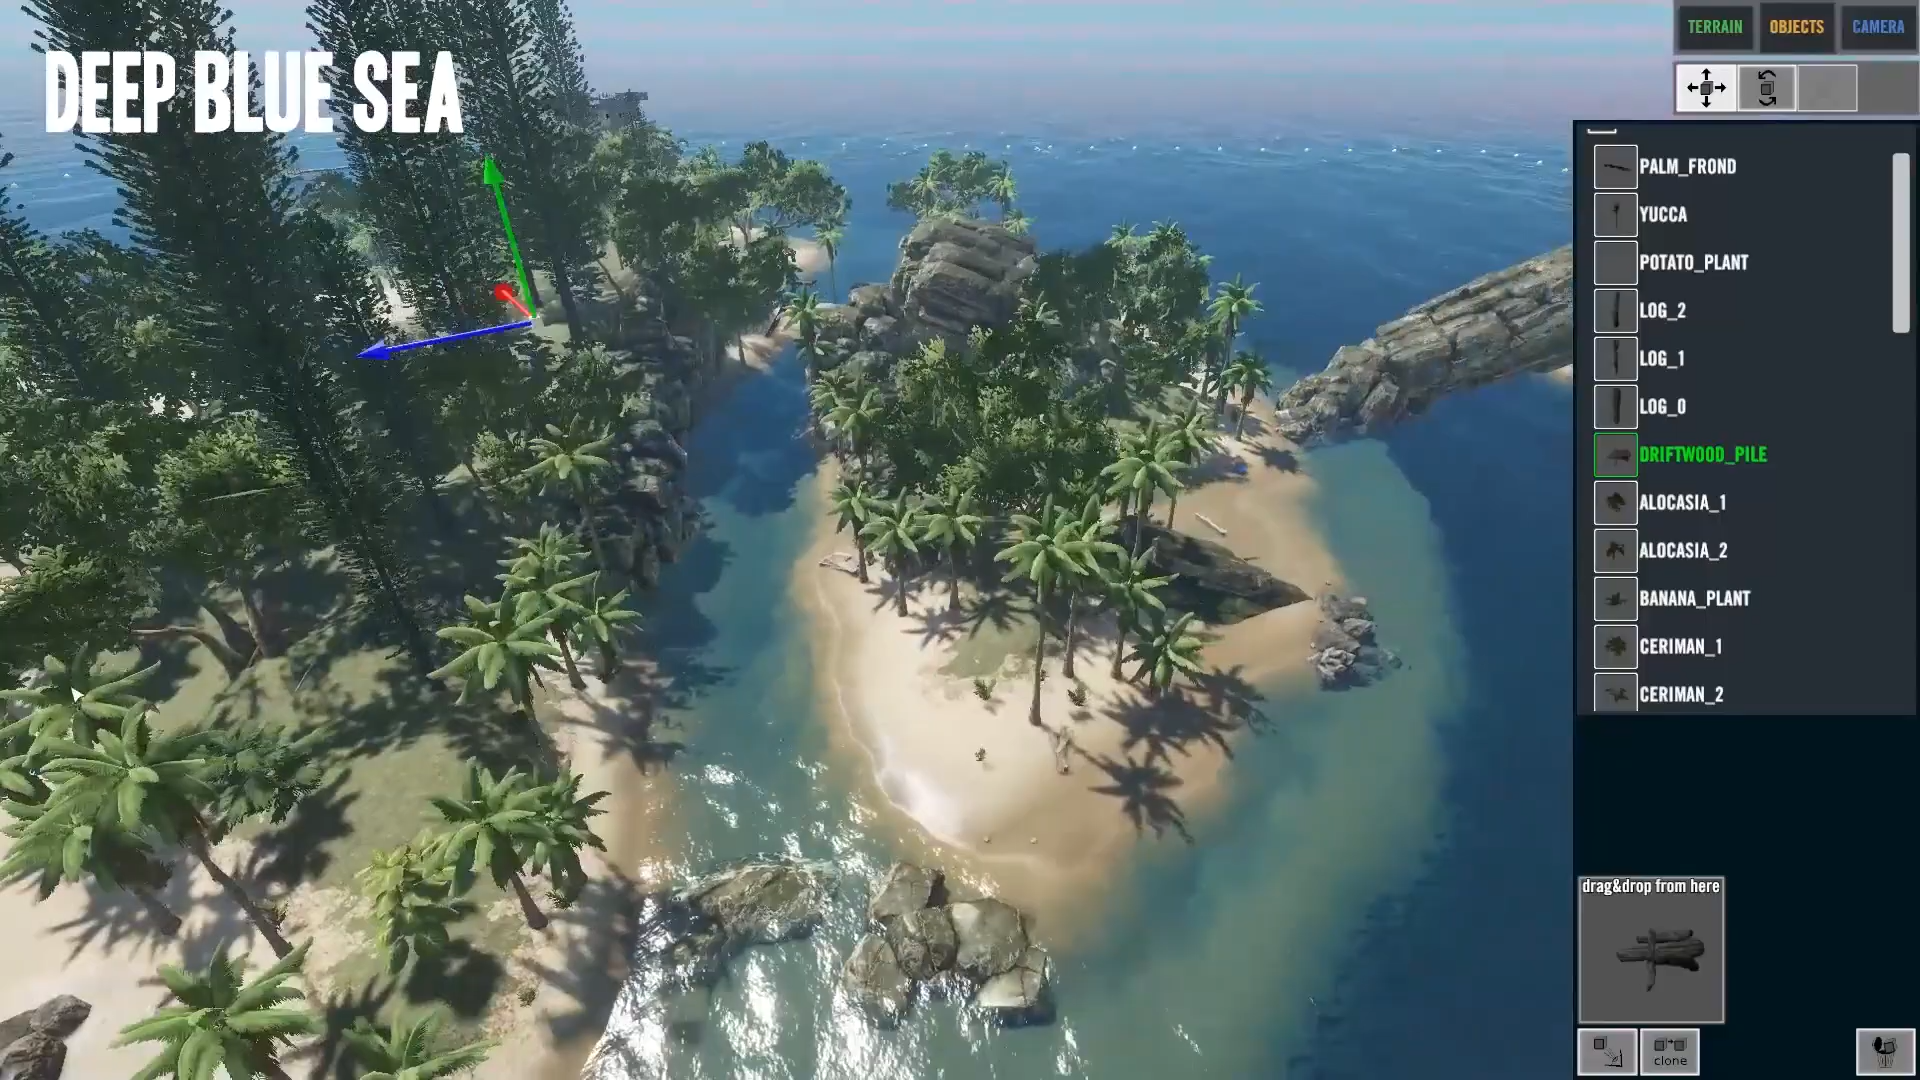 DEEP BLUE SEA
TERRAIN
OBJECTS
CAMERA
PALM_FROND
YUCCA
POTATO_PLANT
LOG_2
LOG_1
LOG_0
DRIFTWOOD_PILE
ALOCASIA_1
ALOCASIA_2
BANANA_PLANT
CERIMAN_1
CERIMAN_2
drag&drop from here
clone